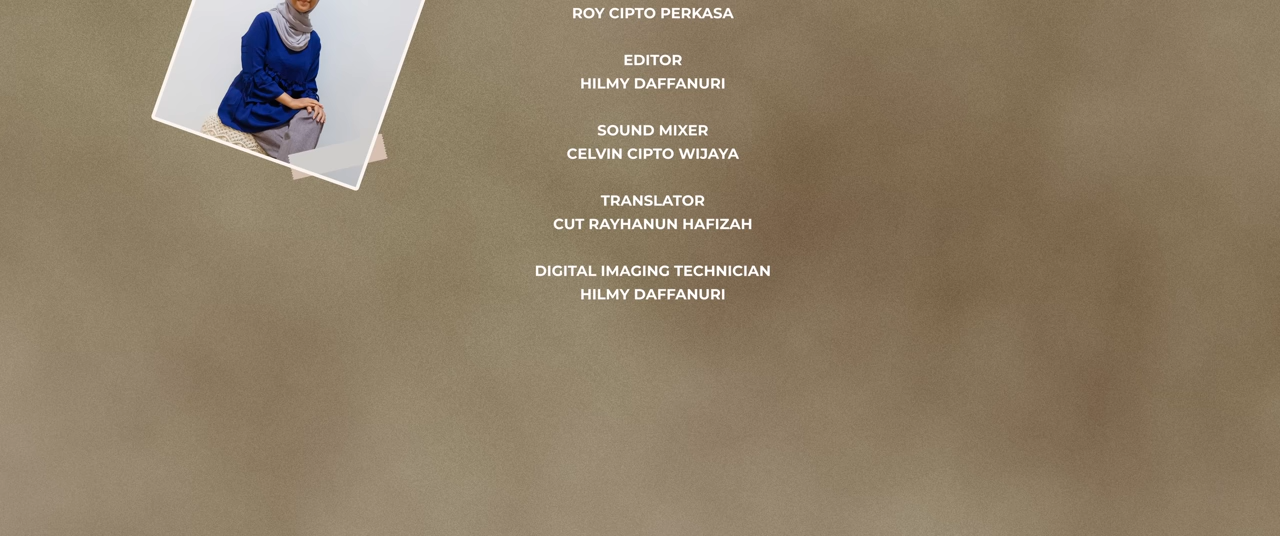 ROY CIPTO PERKASA
EDITOR
HILMY DAFFANURI
SOUND MIXER
CELVIN CIPTO WIJAYA
TRANSLATOR
CUT RAYHANUN HAFIZAH
DIGITAL IMAGING TECHNICIAN
HILMY DAFFANURI